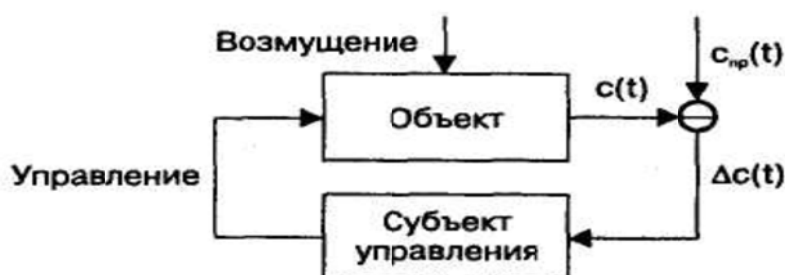 Возмущение
c_пр(t)
c(t)
Объект
Управление
Δc(t)
Субъект
управления